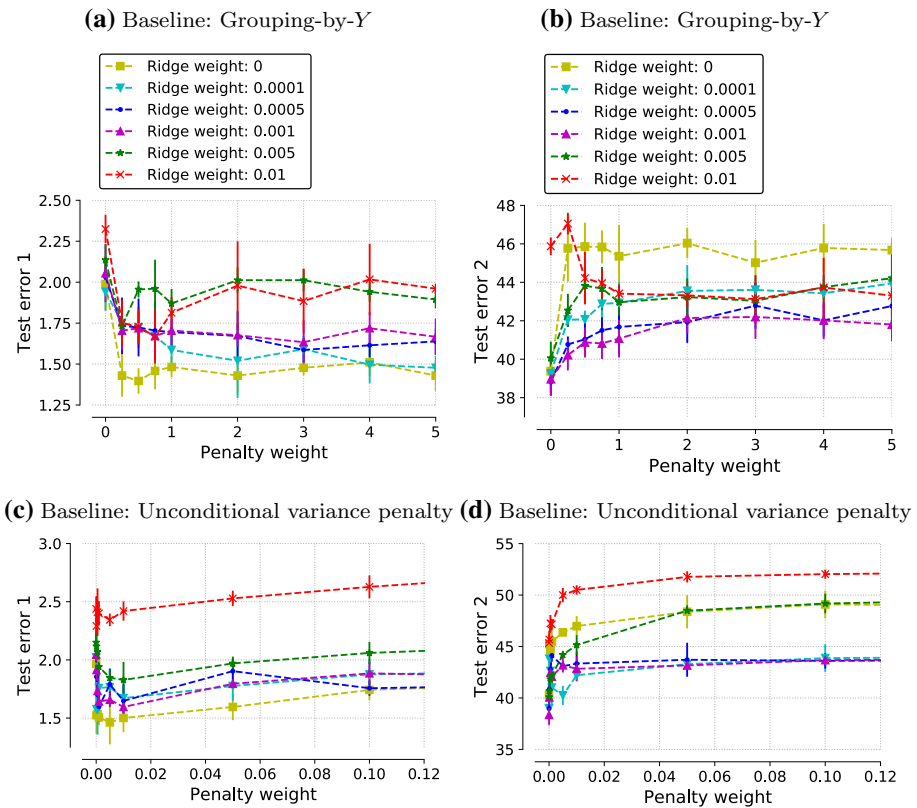 (a) Baseline: Grouping-by-Y
Ridge weight: 0
Ridge weight: 0.0001
Ridge weight: 0.0005
Ridge weight: 0.001
Ridge weight: 0.005
Ridge weight: 0.01
2.50
2.25
2.00
1.75
1.50
1.25
Test error 1
0 1 2 3 4 5
Penalty weight
(b) Baseline: Grouping-by-Y
Ridge weight: 0
Ridge weight: 0.0001
Ridge weight: 0.0005
Ridge weight: 0.001
Ridge weight: 0.005
Ridge weight: 0.01
48
46
44
42
40
38
Test error 2
0 1 2 3 4 5
Penalty weight
(c) Baseline: Unconditional variance penalty
3.0
2.5
2.0
1.5
Test error 1
0.00 0.02 0.04 0.06 0.08 0.10 0.12
Penalty weight
(d) Baseline: Unconditional variance penalty
55
50
45
40
35
Test error 2
0.00 0.02 0.04 0.06 0.08 0.10 0.12
Penalty weight